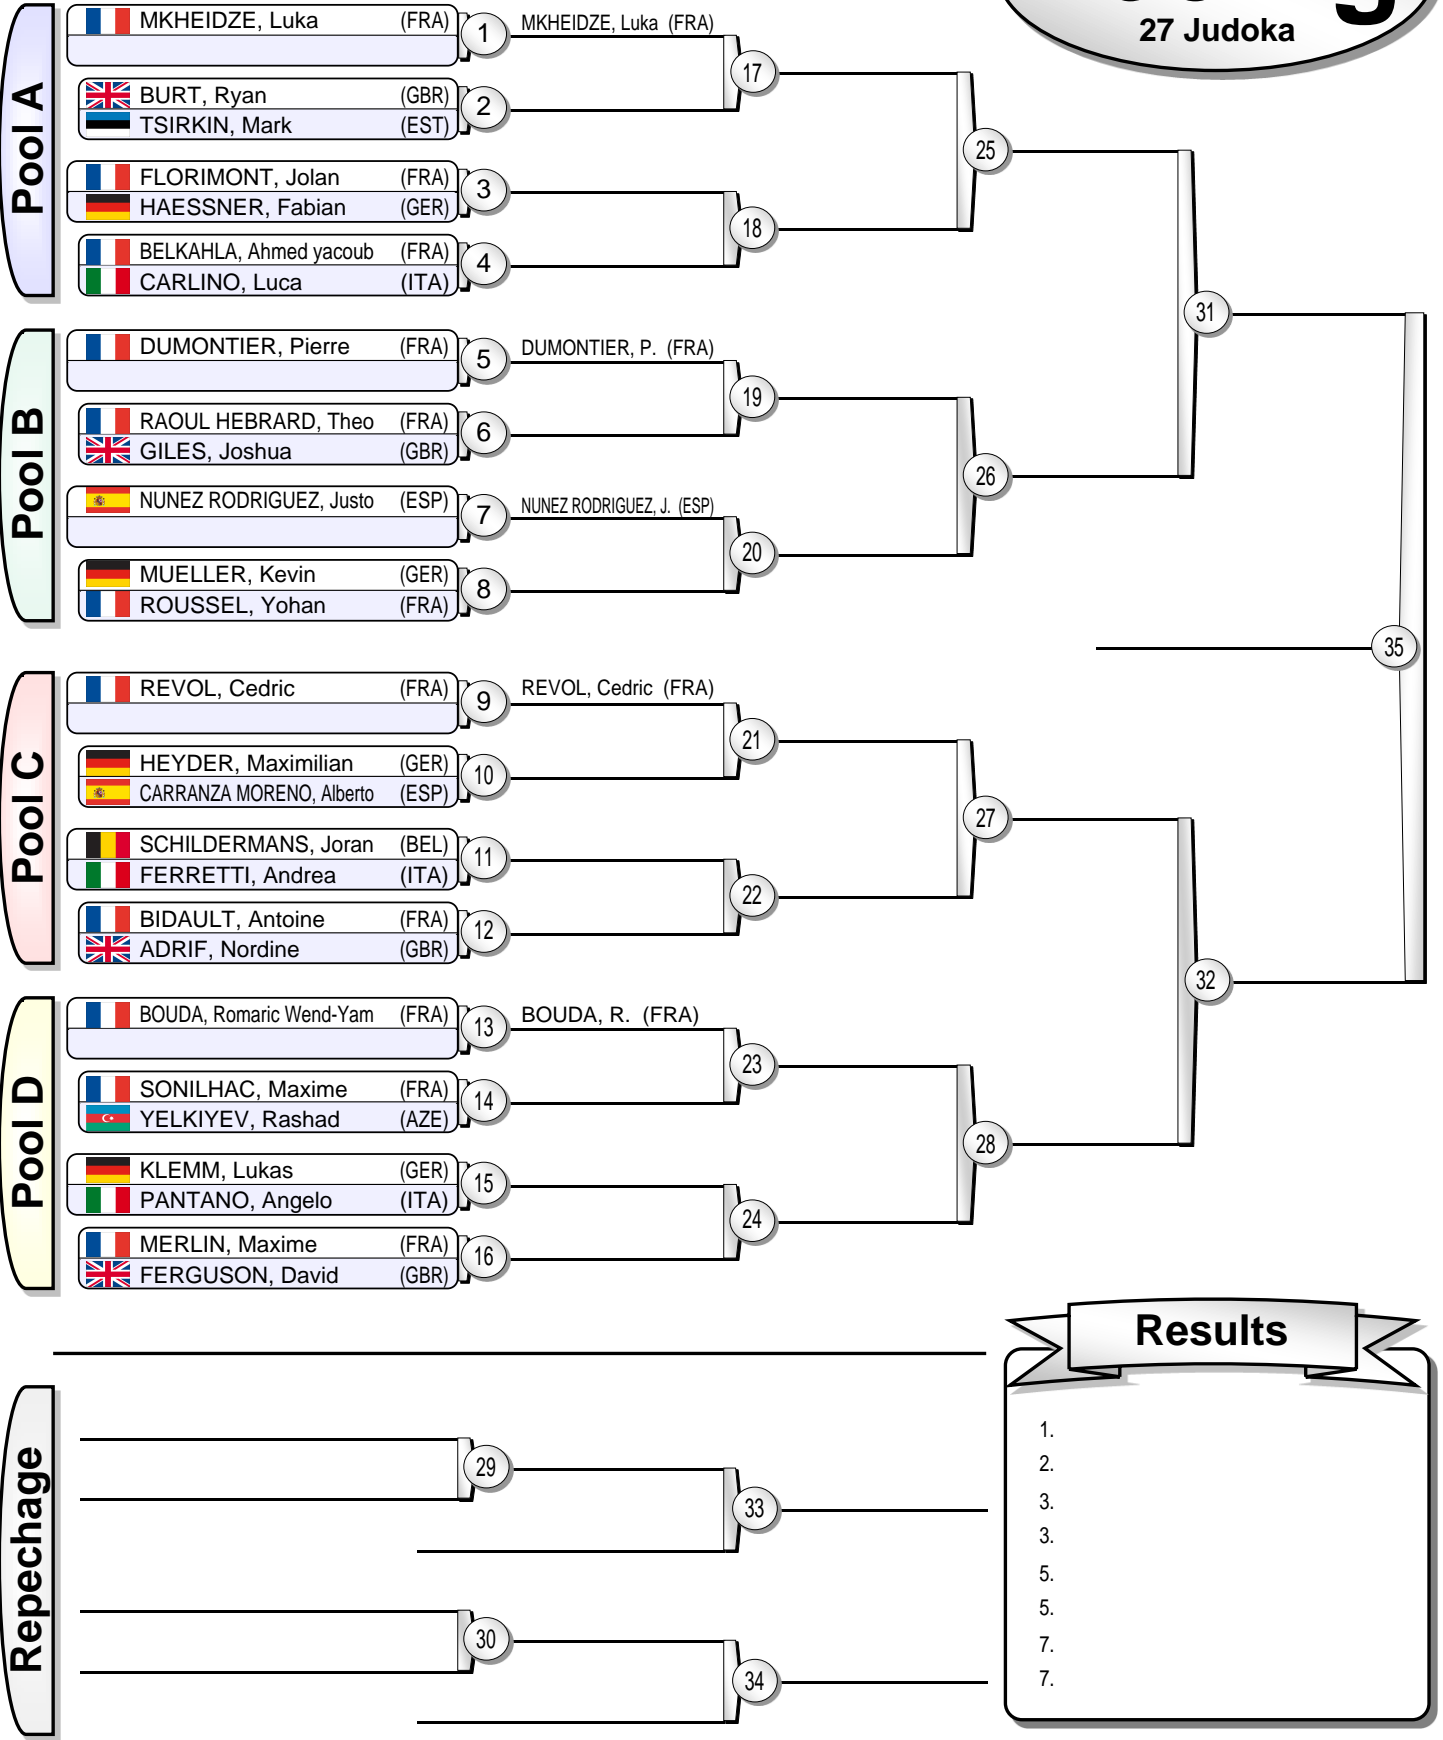 27 Judoka
Pool A
MKHEIDZE, Luka (FRA) 1 MKHEIDZE, Luka (FRA)
17
BURT, Ryan (GBR) 2
TSIRKIN, Mark (EST)
25
FLORIMONT, Jolan (FRA) 3
HAESSNER, Fabian (GER)
18
BELKAHLA, Ahmed yacoub (FRA) 4
CARLINO, Luca (ITA)
31
Pool B
DUMONTIER, Pierre (FRA) 5 DUMONTIER, P. (FRA)
19
RAOUL HEBRARD, Theo (FRA) 6
GILES, Joshua (GBR)
26
NUNEZ RODRIGUEZ, Justo (ESP) 7 NUNEZ RODRIGUEZ, J. (ESP)
20
MUELLER, Kevin (GER) 8
ROUSSEL, Yohan (FRA)
35
Pool C
REVOL, Cedric (FRA) 9 REVOL, Cedric (FRA)
21
HEYDER, Maximilian (GER) 10
CARRANZA MORENO, Alberto (ESP)
27
SCHILDERMANS, Joran (BEL) 11
FERRETTI, Andrea (ITA)
22
BIDAULT, Antoine (FRA) 12
ADRIF, Nordine (GBR)
32
Pool D
BOUDA, Romaric Wend-Yam (FRA) 13 BOUDA, R. (FRA)
23
SONILHAC, Maxime (FRA) 14
YELKIYEV, Rashad (AZE)
28
KLEMM, Lukas (GER) 15
PANTANO, Angelo (ITA)
24
MERLIN, Maxime (FRA) 16
FERGUSON, David (GBR)
Repechage
29
33
30
34
Results
1.
2.
3.
3.
5.
5.
7.
7.